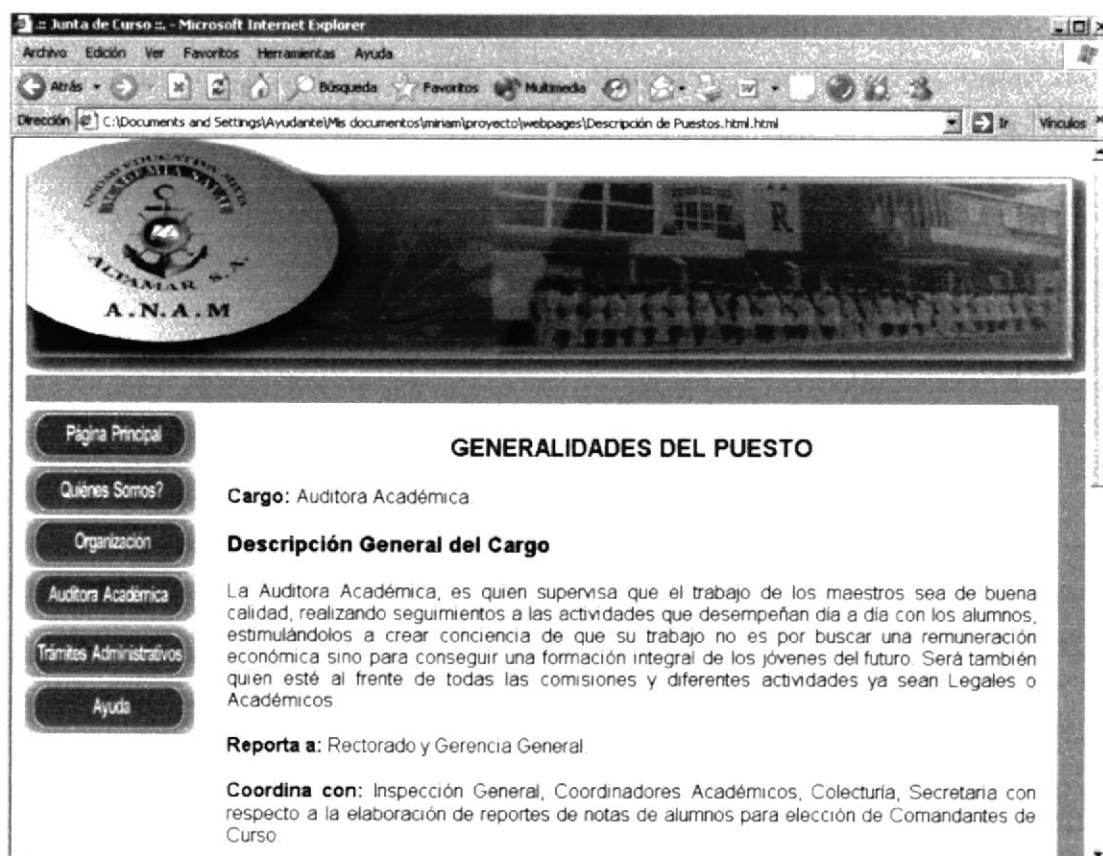 .:: Junta de Curso ::. - Microsoft Internet Explorer
Archivo Edición Ver Favoritos Herramientas Ayuda
Atrás Búsqueda Favoritos Multimedia
Dirección C:\Documents and Settings\Ayudante\Mis documentos\miriam\proyecto\webpages\Descripción de Puestos.html.html Ir Vínculos
UNIDAD EDUCATIVA MIXTA
ACADEMIA NAVAL
ALTAMAR S.A.
A.N.A.M
R
Página Principal
Quiénes Somos?
Organización
Auditora Académica
Trámites Administrativos
Ayuda
GENERALIDADES DEL PUESTO
Cargo: Auditora Académica.
Descripción General del Cargo
La Auditora Académica, es quien supervisa que el trabajo de los maestros sea de buena
calidad, realizando seguimientos a las actividades que desempeñan día a día con los alumnos,
estimulándolos a crear conciencia de que su trabajo no es por buscar una remuneración
económica sino para conseguir una formación integral de los jóvenes del futuro. Será también
quien esté al frente de todas las comisiones y diferentes actividades ya sean Legales o
Académicos
Reporta a: Rectorado y Gerencia General.
Coordina con: Inspección General, Coordinadores Académicos, Colecturía, Secretaria con
respecto a la elaboración de reportes de notas de alumnos para elección de Comandantes de
Curso